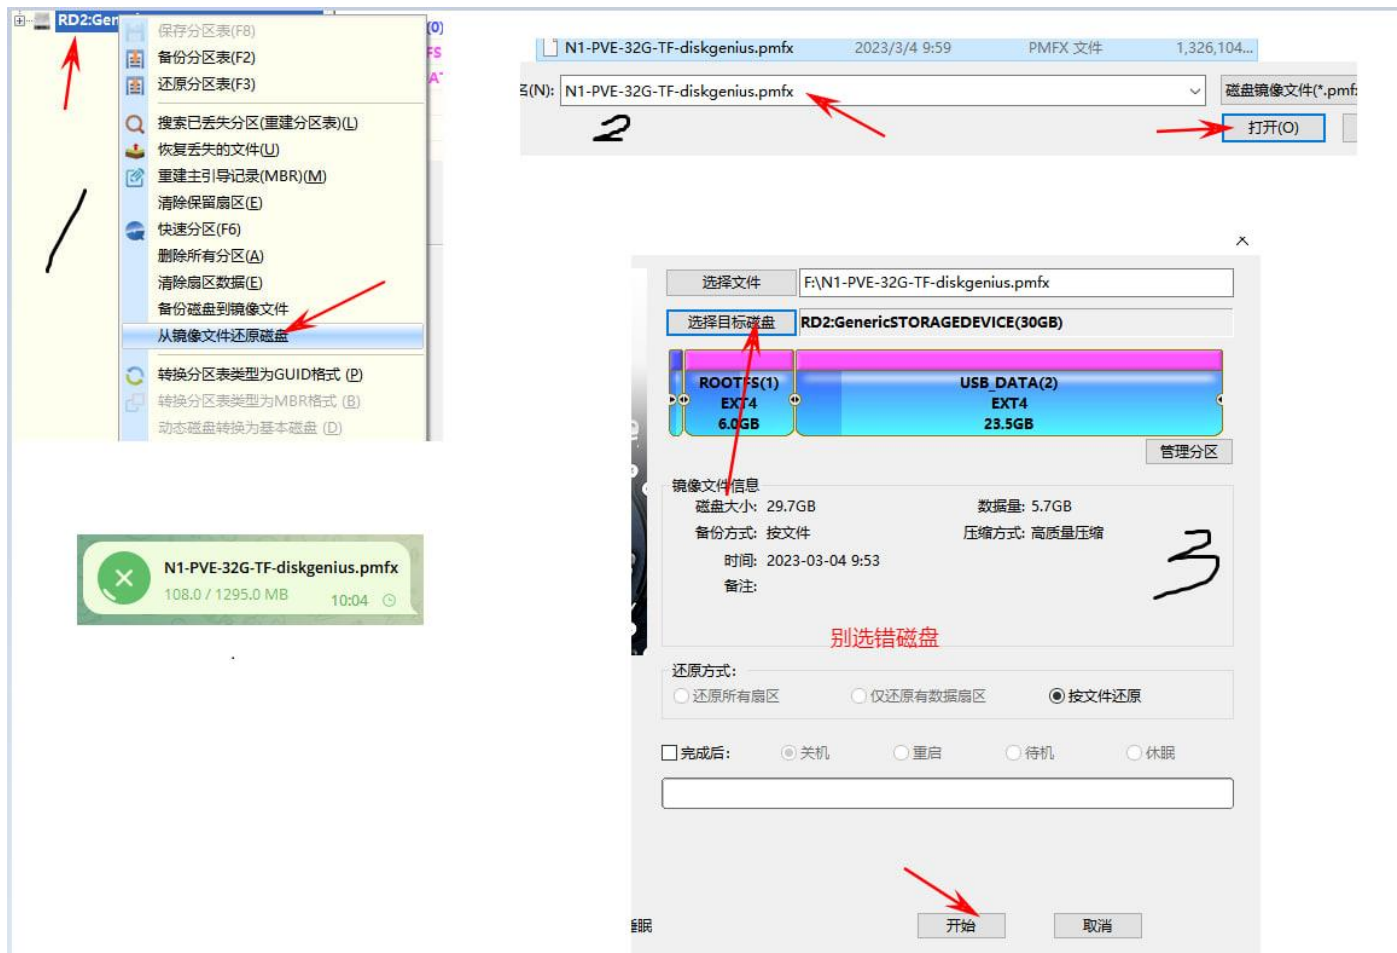 RD2:Gen
保存分区表(F8)
备份分区表(F2)
还原分区表(F3)
搜索已丢失分区(重建分区表)(L)
恢复丢失的文件(U)
重建主引导记录(MBR)(M)
清除保留扇区(E)
快速分区(F6)
删除所有分区(A)
清除扇区数据(E)
备份磁盘到镜像文件
从镜像文件还原磁盘
转换分区表类型为GUID格式 (P)
转换分区表类型为MBR格式 (B)
动态磁盘转换为基本磁盘 (D)
(0)
FS
AT
1
N1-PVE-32G-TF-diskgenius.pmfx 2023/3/4 9:59 PMFX 文件 1,326,104...
名(N): N1-PVE-32G-TF-diskgenius.pmfx 磁盘镜像文件(*.pmf
打开(O)
2
选择文件 F:\N1-PVE-32G-TF-diskgenius.pmfx
选择目标磁盘 RD2:GenericSTORAGEDEVICE(30GB)
ROOTFS(1) USB_DATA(2)
EXT4 EXT4
6.0GB 23.5GB
管理分区
镜像文件信息
磁盘大小: 29.7GB 数据量: 5.7GB
备份方式: 按文件 压缩方式: 高质量压缩
时间: 2023-03-04 9:53
备注:
3
别选错磁盘
还原方式:
还原所有扇区 仅还原有数据扇区 按文件还原
完成后: 关机 重启 待机 休眠
睡眠 开始 取消
N1-PVE-32G-TF-diskgenius.pmfx
108.0 / 1295.0 MB 10:04